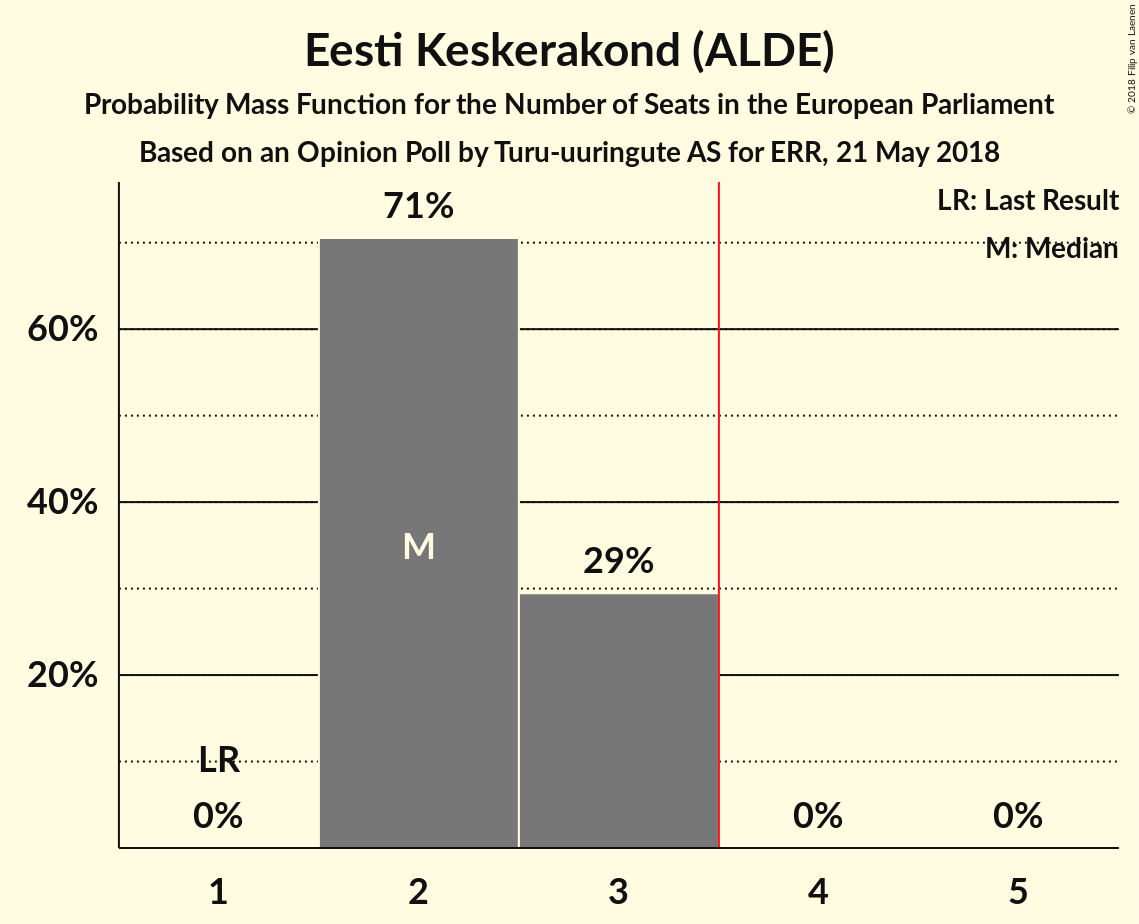 Eesti Keskerakond (ALDE)
Probability Mass Function for the Number of Seats in the European Parliament
Based on an Opinion Poll by Turu-uuringute AS for ERR, 21 May 2018
© 2018 Filip van Laenen
LR: Last Result
M: Median
71%
60%
40%
M
29%
20%
LR
0%
0%
0%
1
2
3
4
5